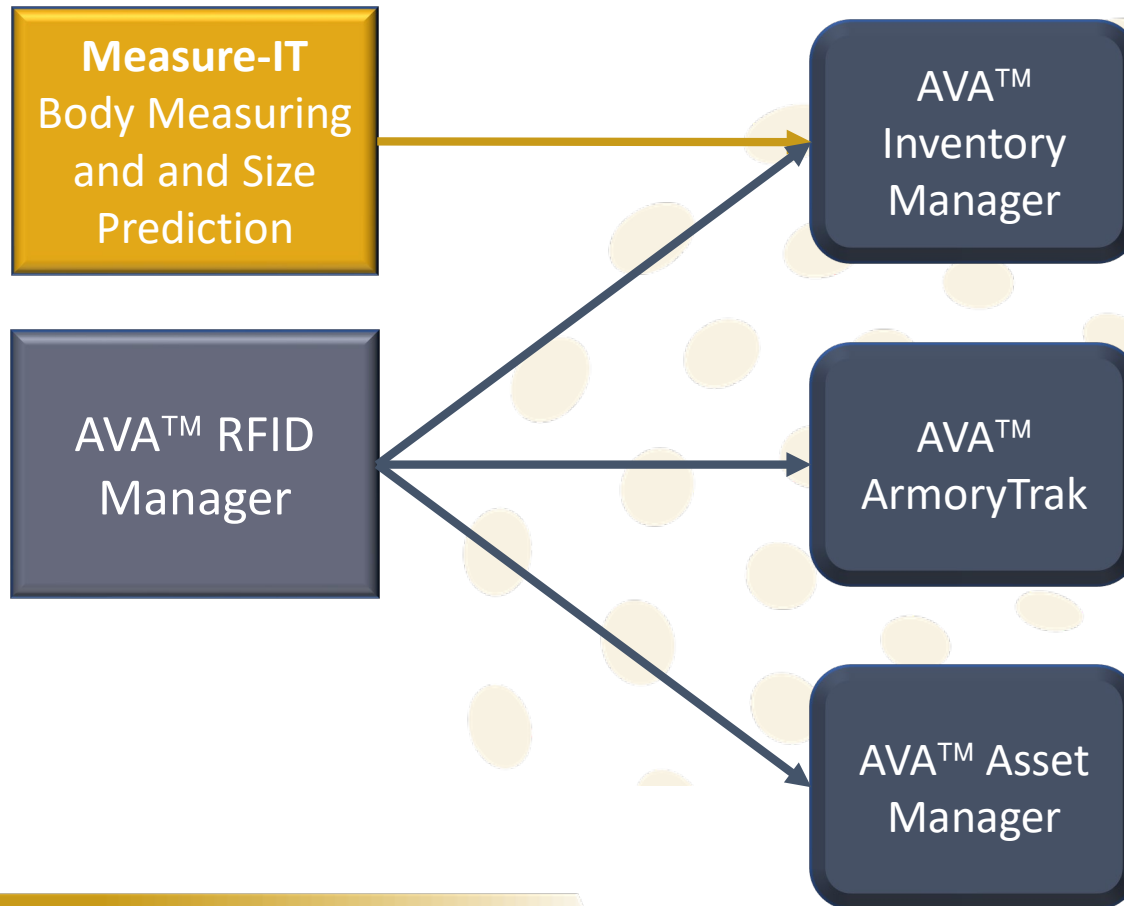 Measure-IT
Body Measuring
and and Size
Prediction
AVA™
Inventory
Manager
AVA™ RFID
Manager
AVA™
ArmoryTrak
AVA™ Asset
Manager